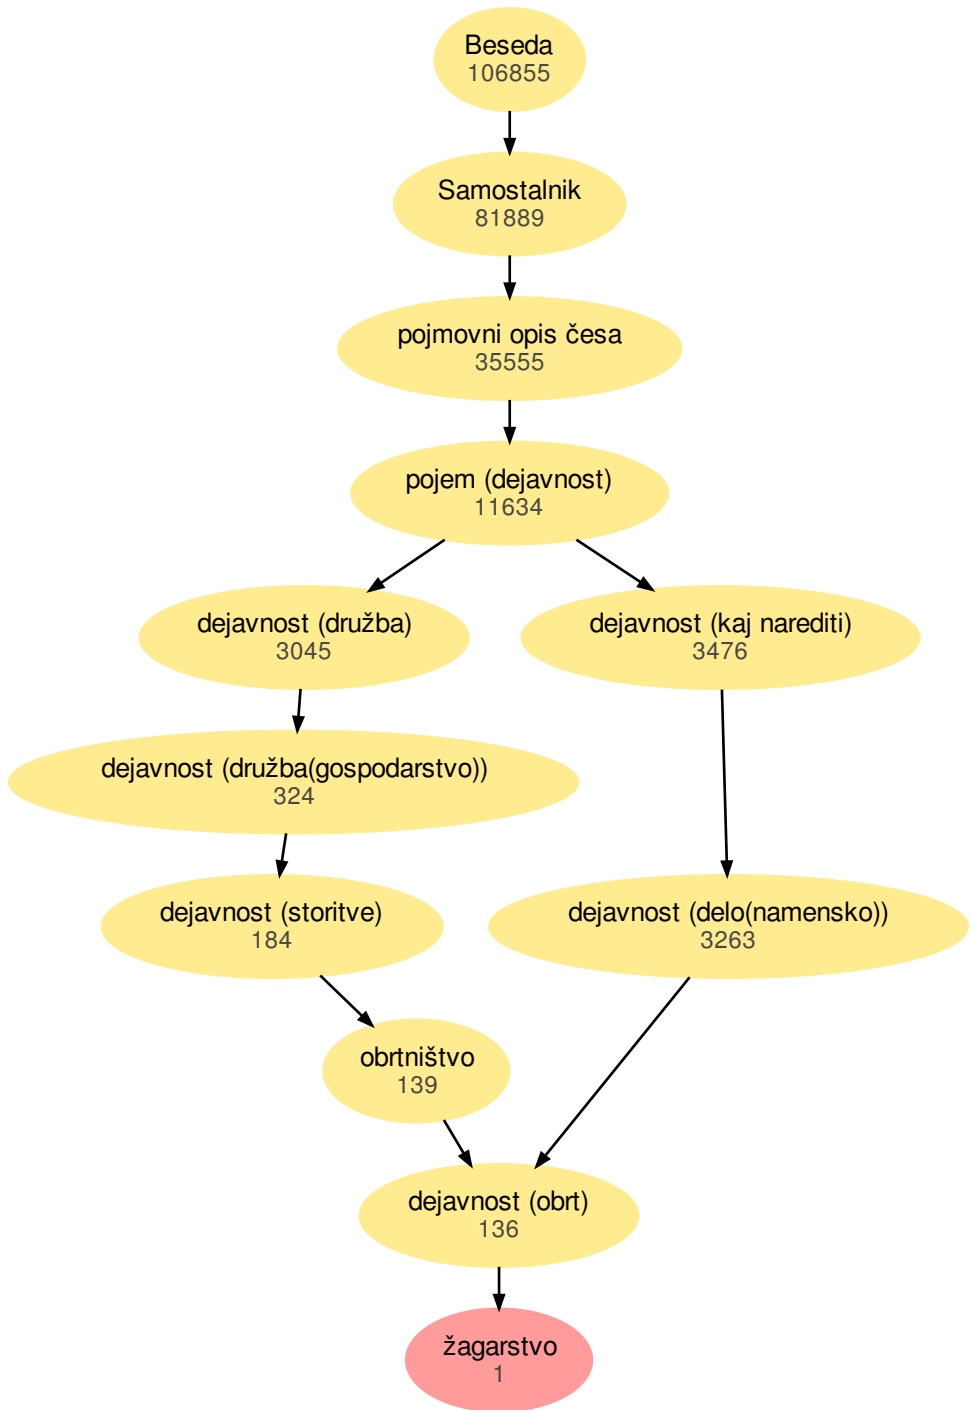 Beseda
106855
Samostalnik
81889
pojmovni opis česa
35555
pojem (dejavnost)
11634
dejavnost (družba)
3045
dejavnost (kaj narediti)
3476
dejavnost (družba(gospodarstvo))
324
dejavnost (storitve)
184
dejavnost (delo(namensko))
3263
obrtništvo
139
dejavnost (obrt)
136
žagarstvo
1